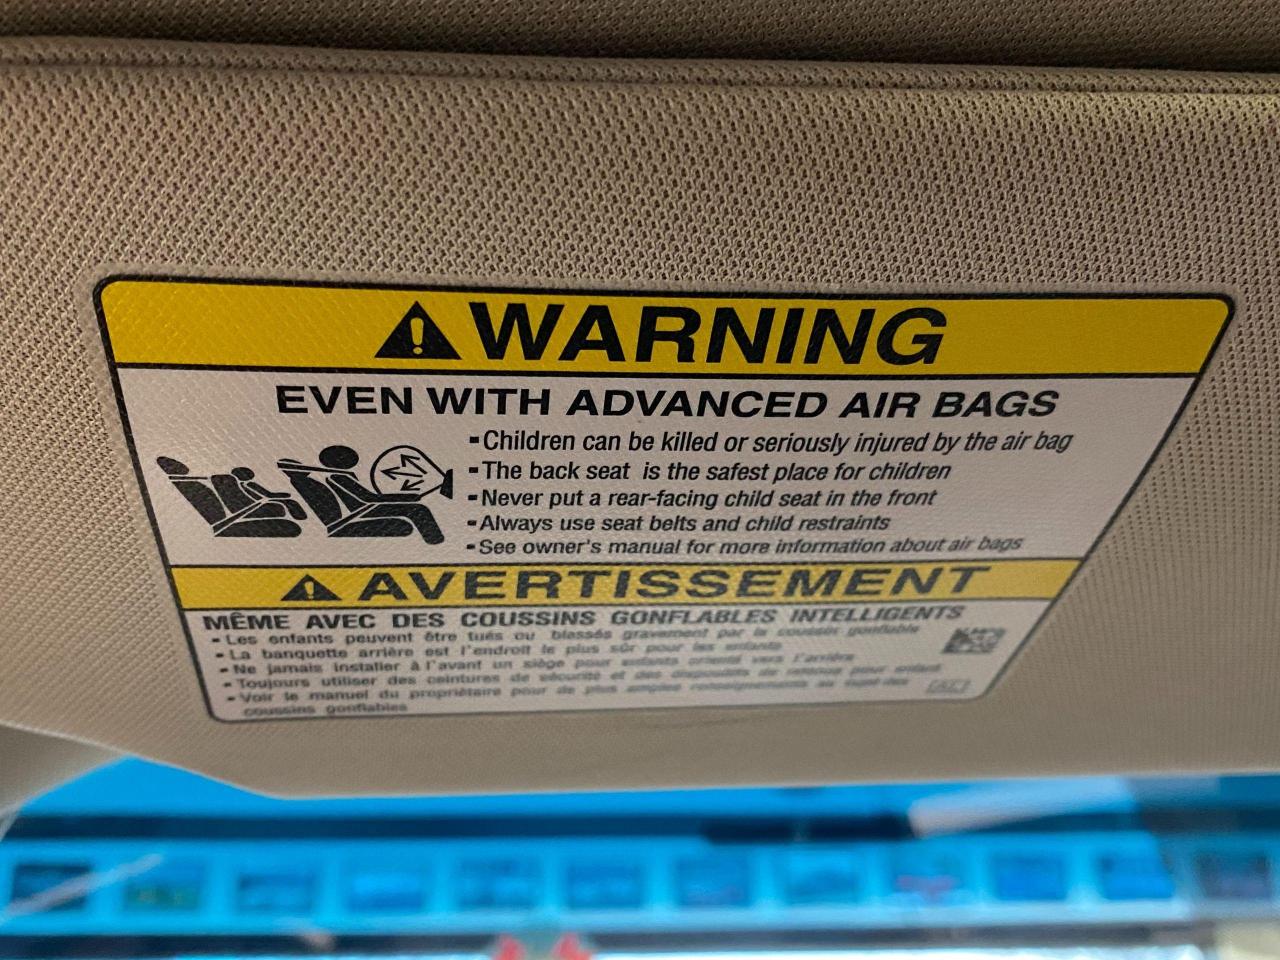 WARNING
EVEN WITH ADVANCED AIR BAGS
-Children can be killed or seriously injured by the air bag
-The back seat is the safest place for children
-Never put a rear-facing child seat in the front
-Always use seat belts and child restraints
-See owner's manual for more information about air bags
AVERTISSEMENT
MÊME AVEC DES COUSSINS GONFLABLES INTELLIGENTS
- Les enfants peuvent être tués ou blessés gravement par le coussin gonflable
- La banquette arrière est l'endroit le plus sûr pour les enfants
- Ne jamais installer à l'avant un siège pour enfants orienté vers l'arrière
- Toujours utiliser des ceintures de sécurité et des dispositifs de retenue pour enfant
- Voir le manuel du propriétaire pour de plus amples renseignements au sujet des
coussins gonflables